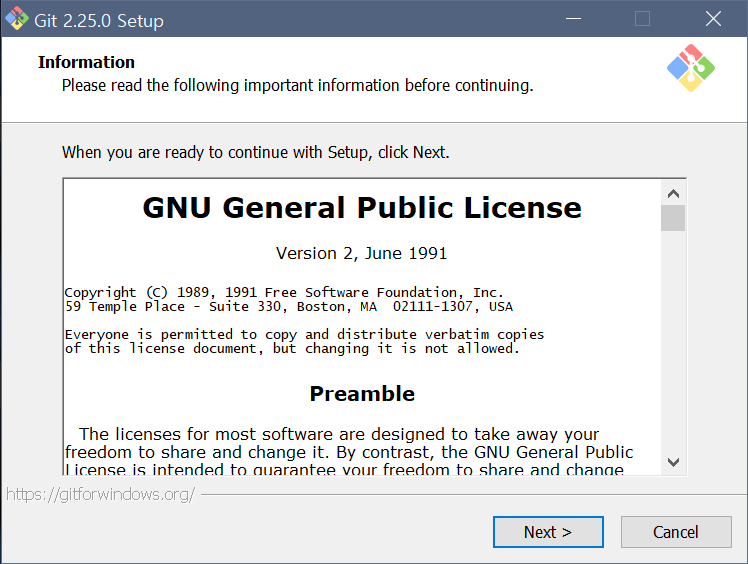 Git 2.25.0 Setup
Information
Please read the following important information before continuing.
When you are ready to continue with Setup, click Next.
GNU General Public License
Version 2, June 1991
Copyright (C) 1989, 1991 Free Software Foundation, Inc.
59 Temple Place - Suite 330, Boston, MA  02111-1307, USA
Everyone is permitted to copy and distribute verbatim copies
of this license document, but changing it is not allowed.
Preamble
The licenses for most software are designed to take away your
freedom to share and change it. By contrast, the GNU General Public
License is intended to guarantee your freedom to share and change
https://gitforwindows.org/
Next >
Cancel